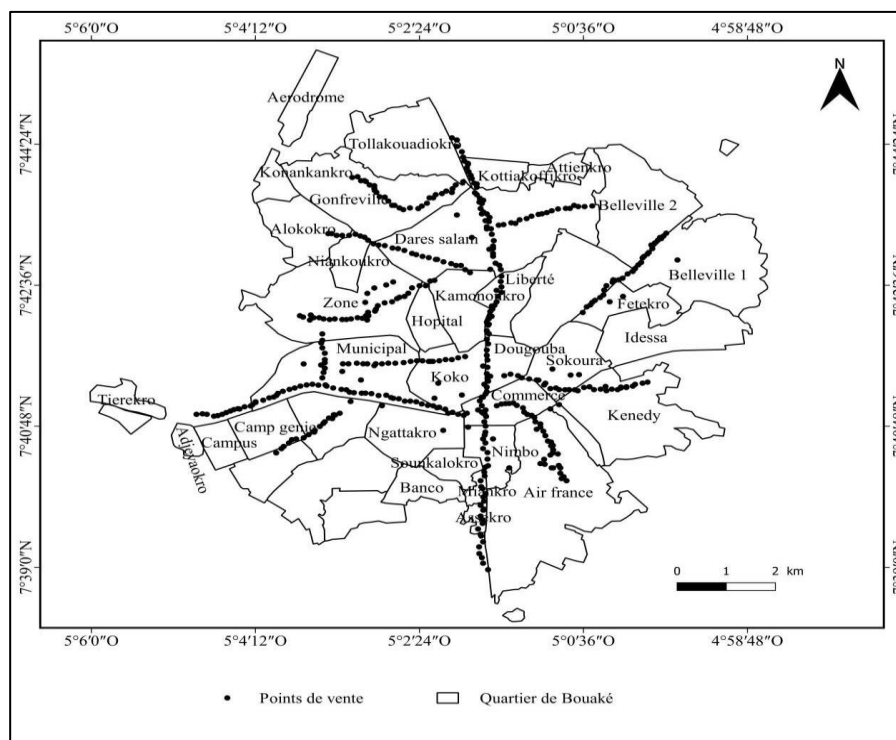 5°6′0″O 5°4′12″O 5°2′24″O 5°0′36″O 4°58′48″O
N
Aerodrome
7°44′24″N
Tollakouadiokro
Konankankro
Kottiakoffikro
Attienkro
Gonfreville
Belleville 2
Alokokro
Dares salam
Niankoukro
Belleville 1
7°42′36″N
Liberté
Zone
Kamonoukro
Fetekro
Hopital
Idessa
Municipal
Dougouba
Sokoura
Koko
Tierekro
Commerce
Kenedy
7°40′48″N
Camp genie
Ngattakro
Adjeyaokro
Campus
Nimbo
Sounkalokro
Banco
Miankro
Air france
Assekro
7°39′0″N
0 1 2 km
5°6′0″O 5°4′12″O 5°2′24″O 5°0′36″O 4°58′48″O
Points de vente
Quartier de Bouaké